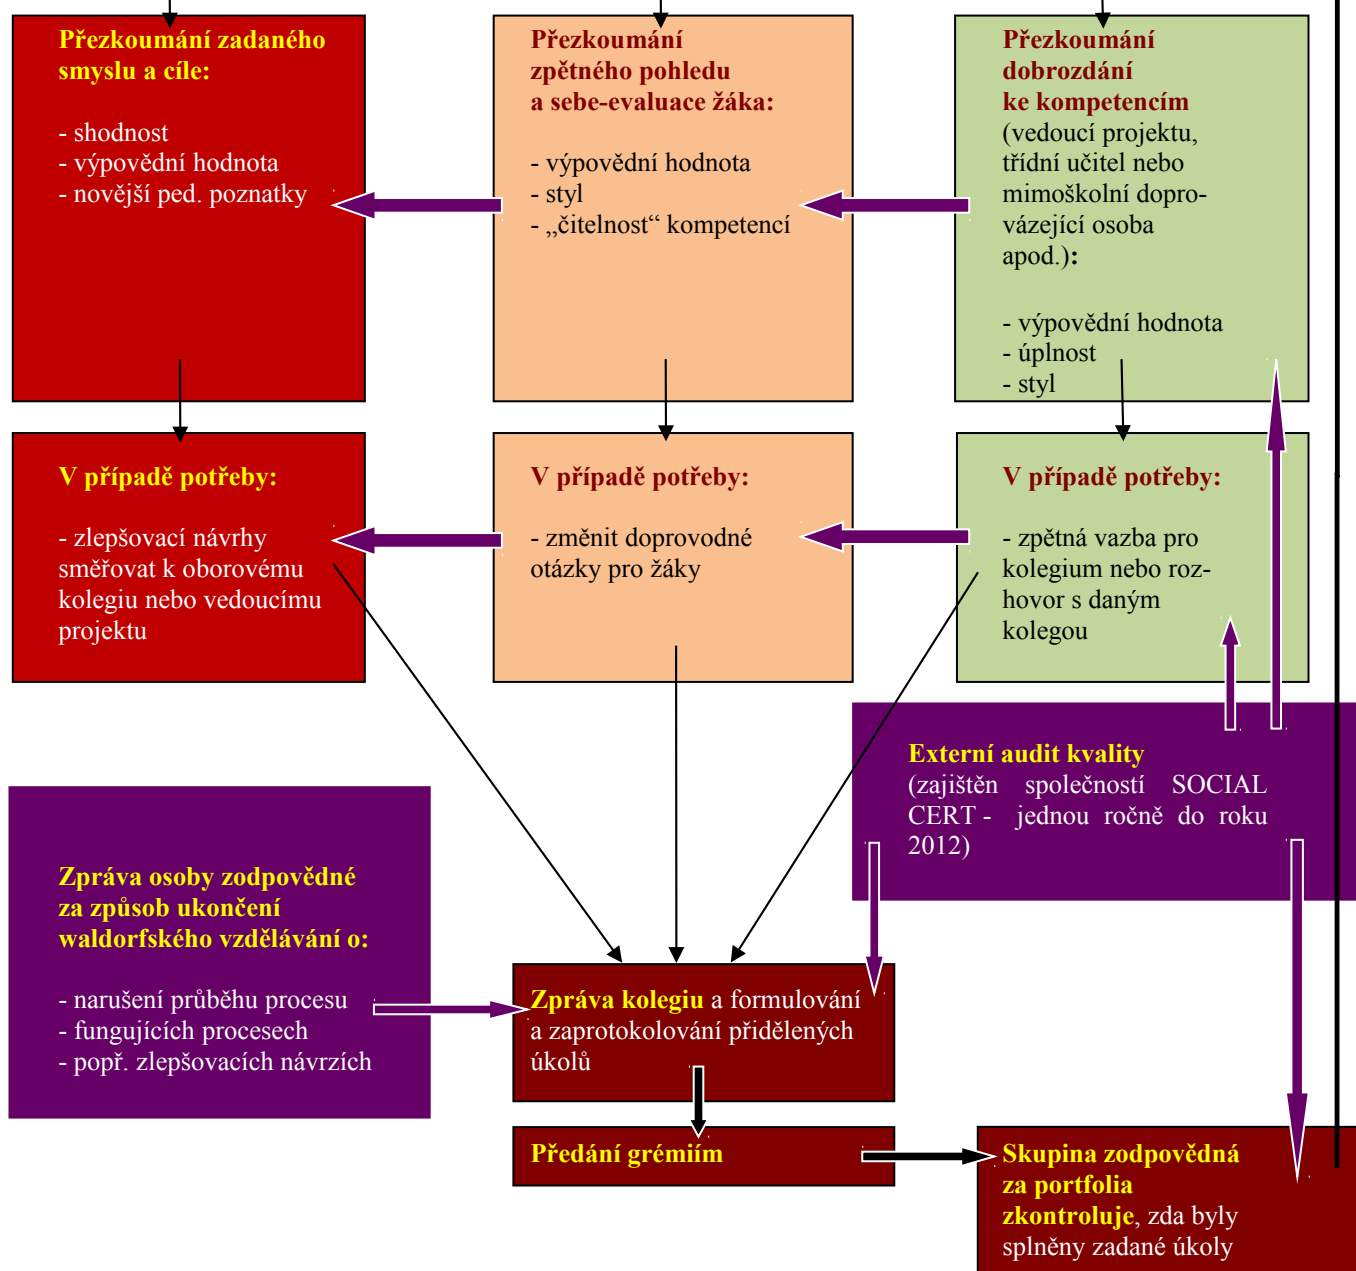 Přezkoumání zadaného
smyslu a cíle:
- shodnost
- výpovědní hodnota
- novější ped. poznatky
Přezkoumání
zpětného pohledu
a sebe-evaluace žáka:
- výpovědní hodnota
- styl
- „čitelnost“ kompetencí
Přezkoumání
dobrozdání
ke kompetencím
(vedoucí projektu,
třídní učitel nebo
mimoškolní dopro-
vázející osoba
apod.):
- výpovědní hodnota
- úplnost
- styl
V případě potřeby:
- zlepšovací návrhy
směřovat k oborovému
kolegiu nebo vedoucímu
projektu
V případě potřeby:
- změnit doprovodné
otázky pro žáky
V případě potřeby:
- zpětná vazba pro
kolegium nebo roz-
hovor s daným
kolegou
Externí audit kvality
(zajištěn společností SOCIAL
CERT - jednou ročně do roku
2012)
Zpráva osoby zodpovědné
za způsob ukončení
waldorfského vzdělávání o:
- narušení průběhu procesu
- fungujících procesech
- popř. zlepšovacích návrzích
Zpráva kolegiu a formulování
a zaprotokolování přidělených
úkolů
Předání grémiím
Skupina zodpovědná
za portfolia
zkontroluje, zda byly
splněny zadané úkoly